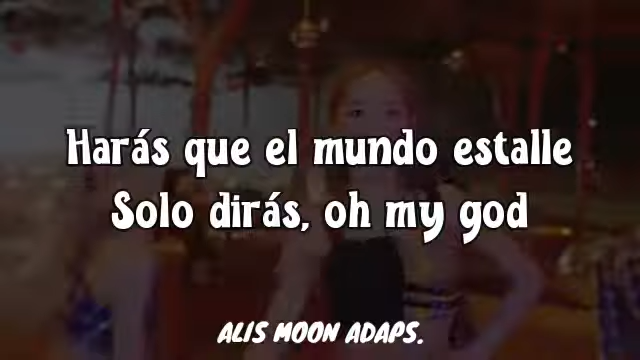 Harás que el mundo estalle
Solo dirás, oh my god
ALIS MOON ADAPS.